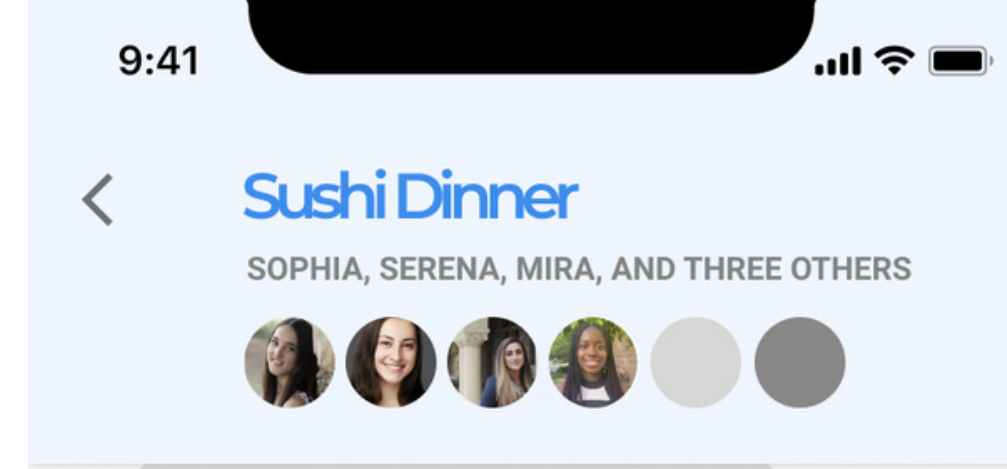 9:41
Sushi Dinner
SOPHIA, SERENA, MIRA, AND THREE OTHERS